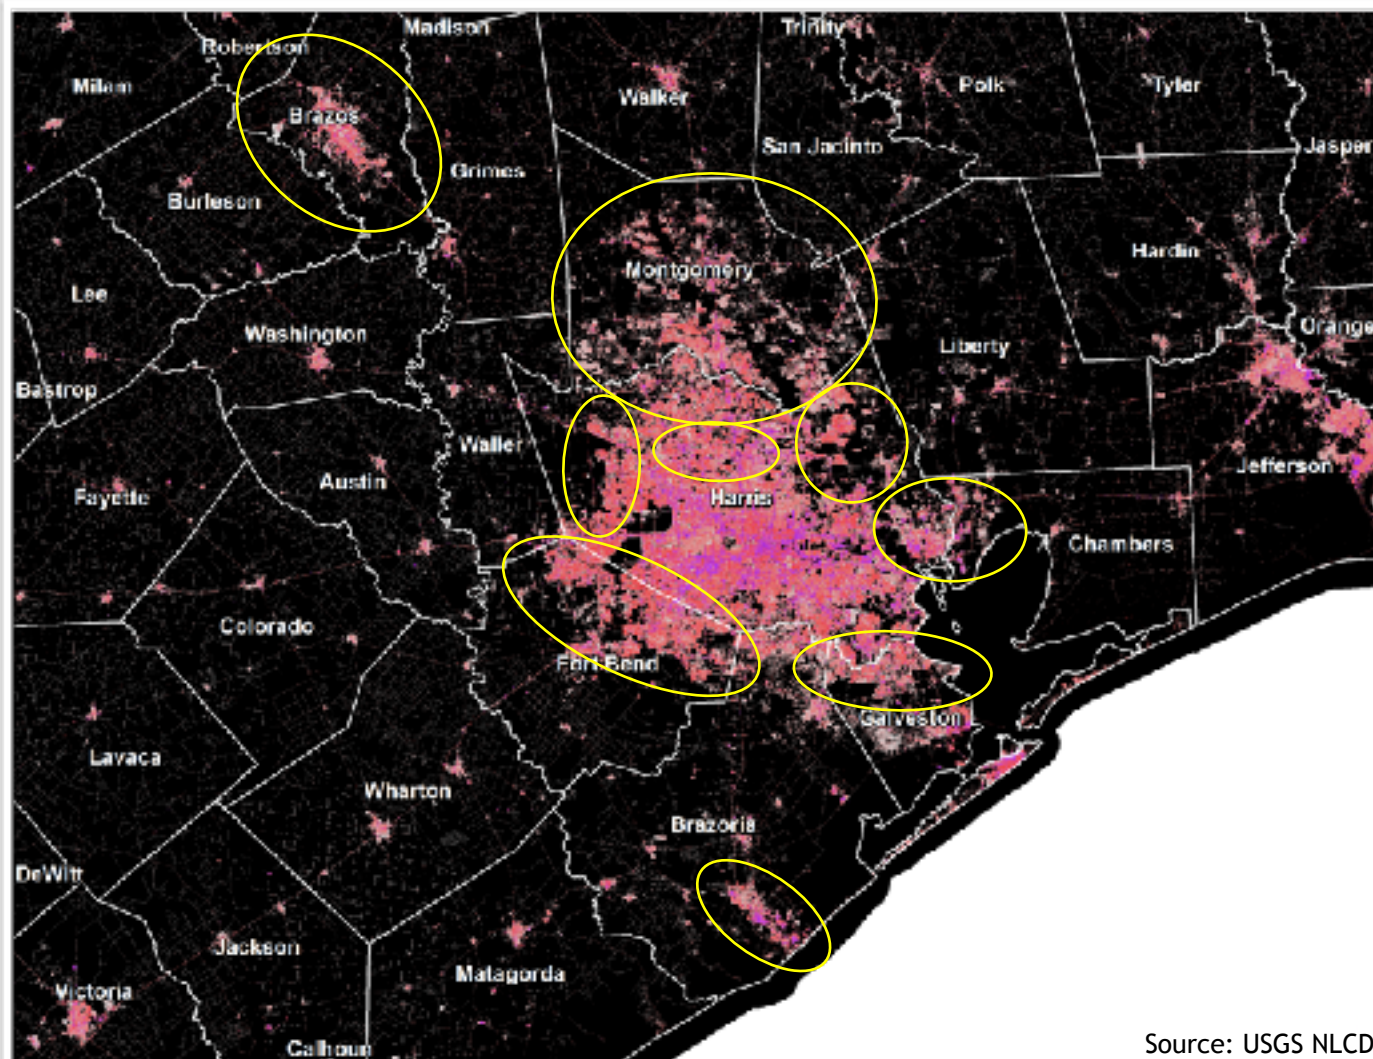 Madison
Trinity
Robertson
Milam
Walker
Polk
Tyler
Brazos
San Jacinto
Jasper
Grimes
Burleson
Hardin
Montgomery
Lee
Washington
Orange
Liberty
Bastrop
Waller
Jefferson
Austin
Fayette
Harris
Chambers
Colorado
Fort Bend
Galveston
Lavaca
Wharton
Brazoria
DeWitt
Jackson
Matagorda
Victoria
Calhoun
Source: USGS NLCD